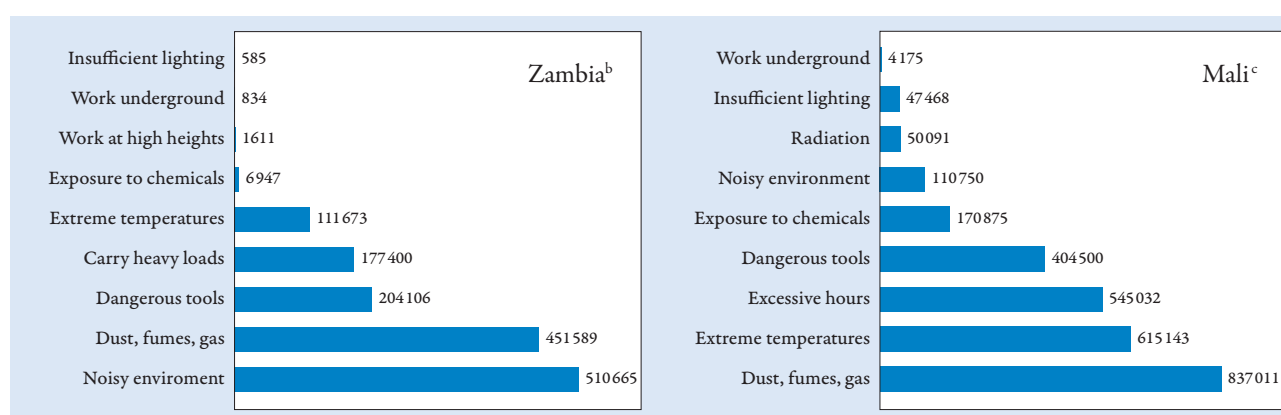 Zambiaᵇ
Insufficient lighting 585
Work underground 834
Work at high heights 1611
Exposure to chemicals 6947
Extreme temperatures 111673
Carry heavy loads 177400
Dangerous tools 204106
Dust, fumes, gas 451589
Noisy enviroment 510665
Maliᶜ
Work underground 4175
Insufficient lighting 47468
Radiation 50091
Noisy environment 110750
Exposure to chemicals 170875
Dangerous tools 404500
Excessive hours 545032
Extreme temperatures 615143
Dust, fumes, gas 837011